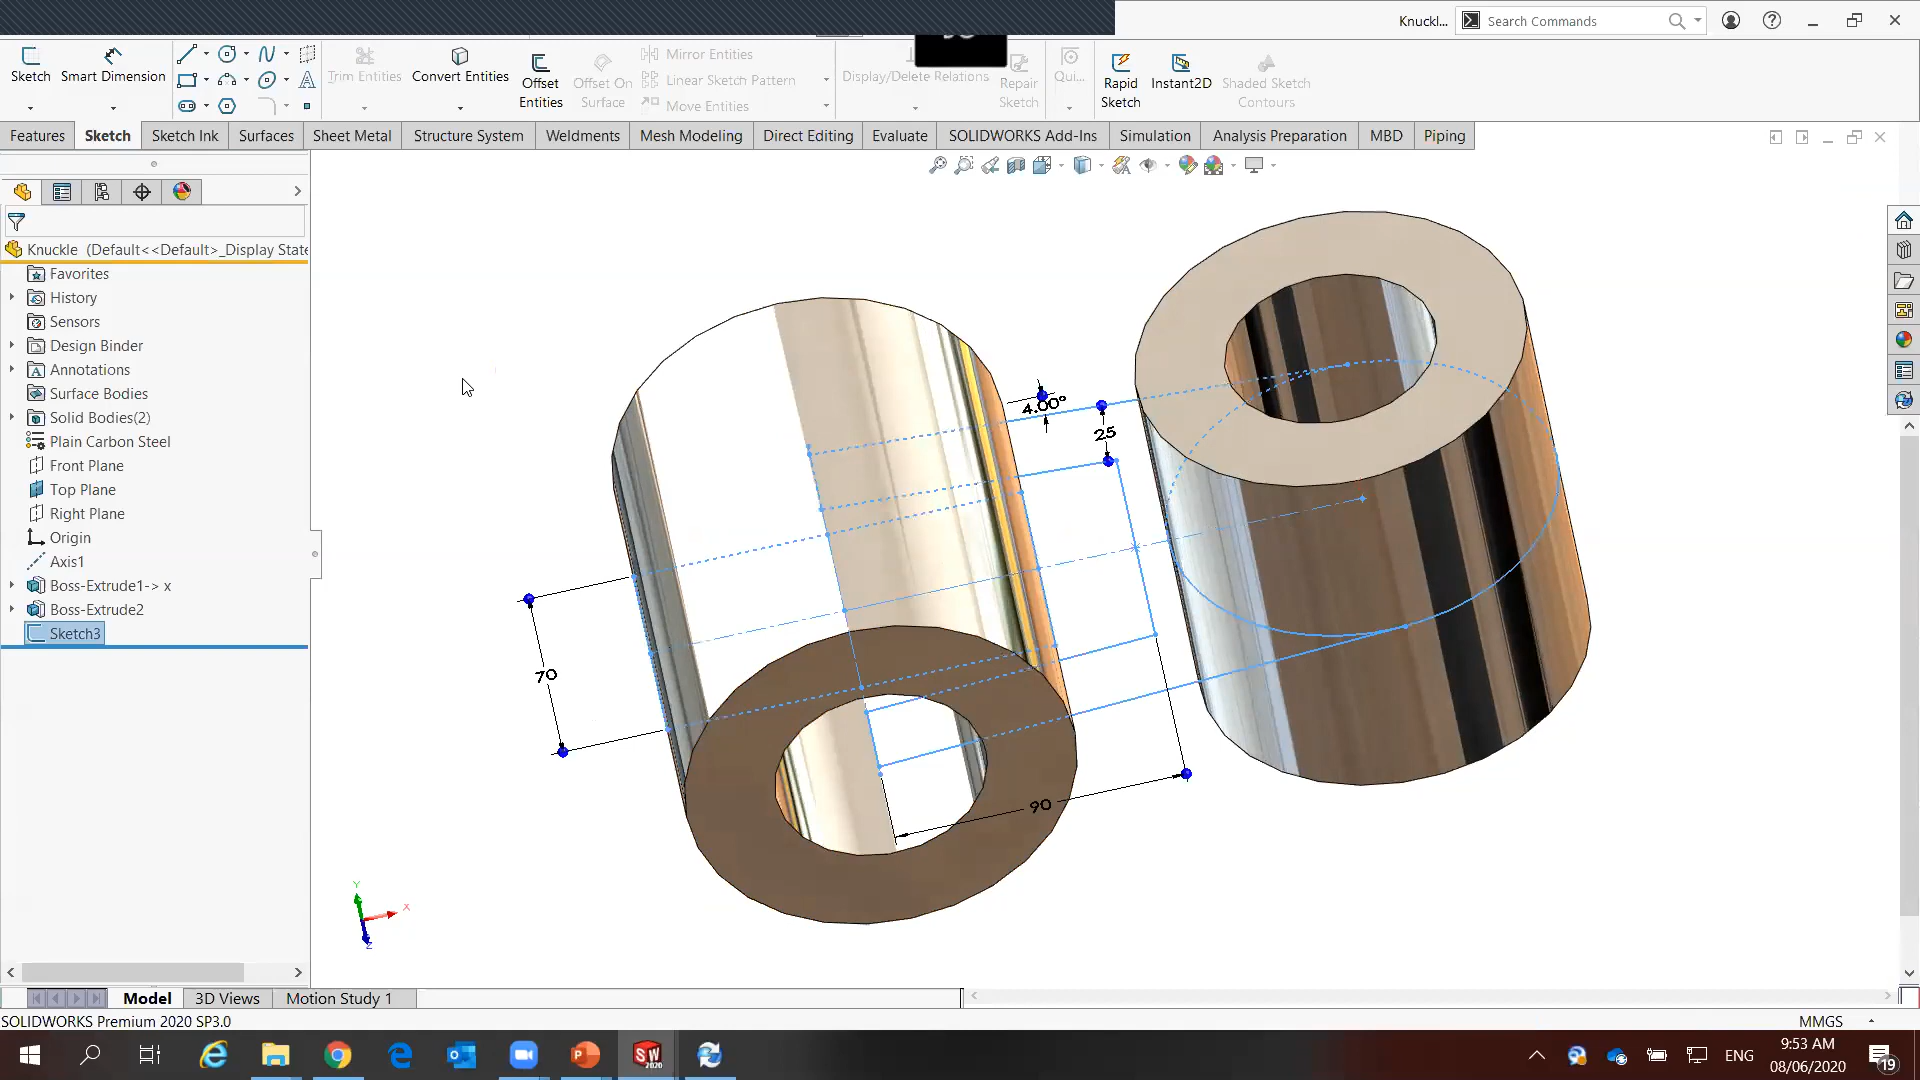 Knuckl...
Search Commands
Sketch
Smart Dimension
Trim Entities
Convert Entities
Offset Entities
Offset On Surface
Mirror Entities
Linear Sketch Pattern
Move Entities
Display/Delete Relations
Repair Sketch
Qui...
Rapid Sketch
Instant2D
Shaded Sketch Contours
Features
Sketch
Sketch Ink
Surfaces
Sheet Metal
Structure System
Weldments
Mesh Modeling
Direct Editing
Evaluate
SOLIDWORKS Add-Ins
Simulation
Analysis Preparation
MBD
Piping
Knuckle (Default<<Default>_Display State
Favorites
History
Sensors
Design Binder
Annotations
Surface Bodies
Solid Bodies(2)
Plain Carbon Steel
Front Plane
Top Plane
Right Plane
Origin
Axis1
Boss-Extrude1-> x
Boss-Extrude2
Sketch3
4.00°
25
70
90
Y
X
Z
Model
3D Views
Motion Study 1
SOLIDWORKS Premium 2020 SP3.0
MMGS
SW
2020
ENG
9:53 AM
08/06/2020
19